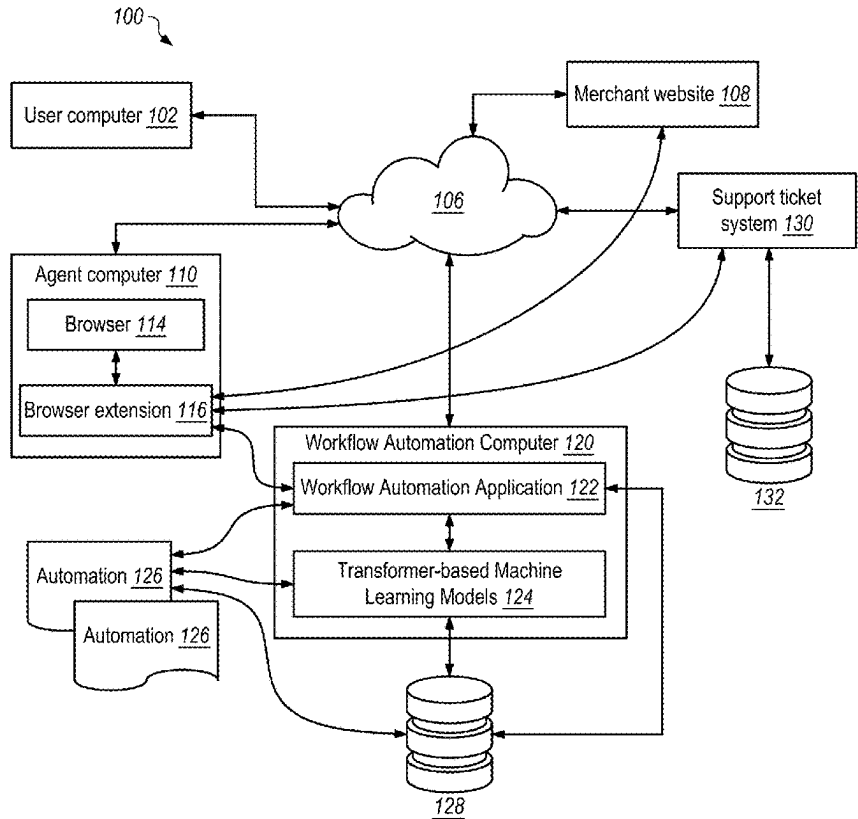 100
User computer 102
Merchant website 108
106
Support ticket
system 130
Agent computer 110
Browser 114
Browser extension 116
Workflow Automation Computer 120
Workflow Automation Application 122
132
Transformer-based Machine
Learning Models 124
Automation 126
Automation 126
128